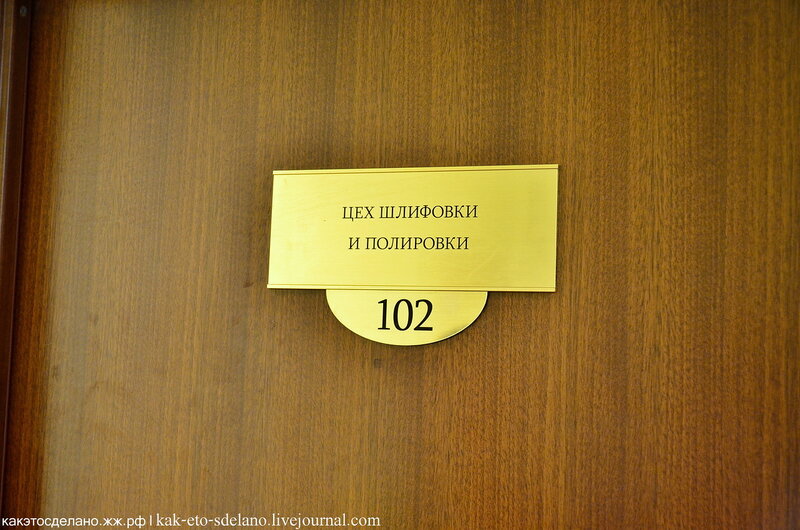 ЦЕХ ШЛИФОВКИ
И ПОЛИРОВКИ
102
какэтосделано.жж.рф | kak-eto-sdelano.livejournal.com